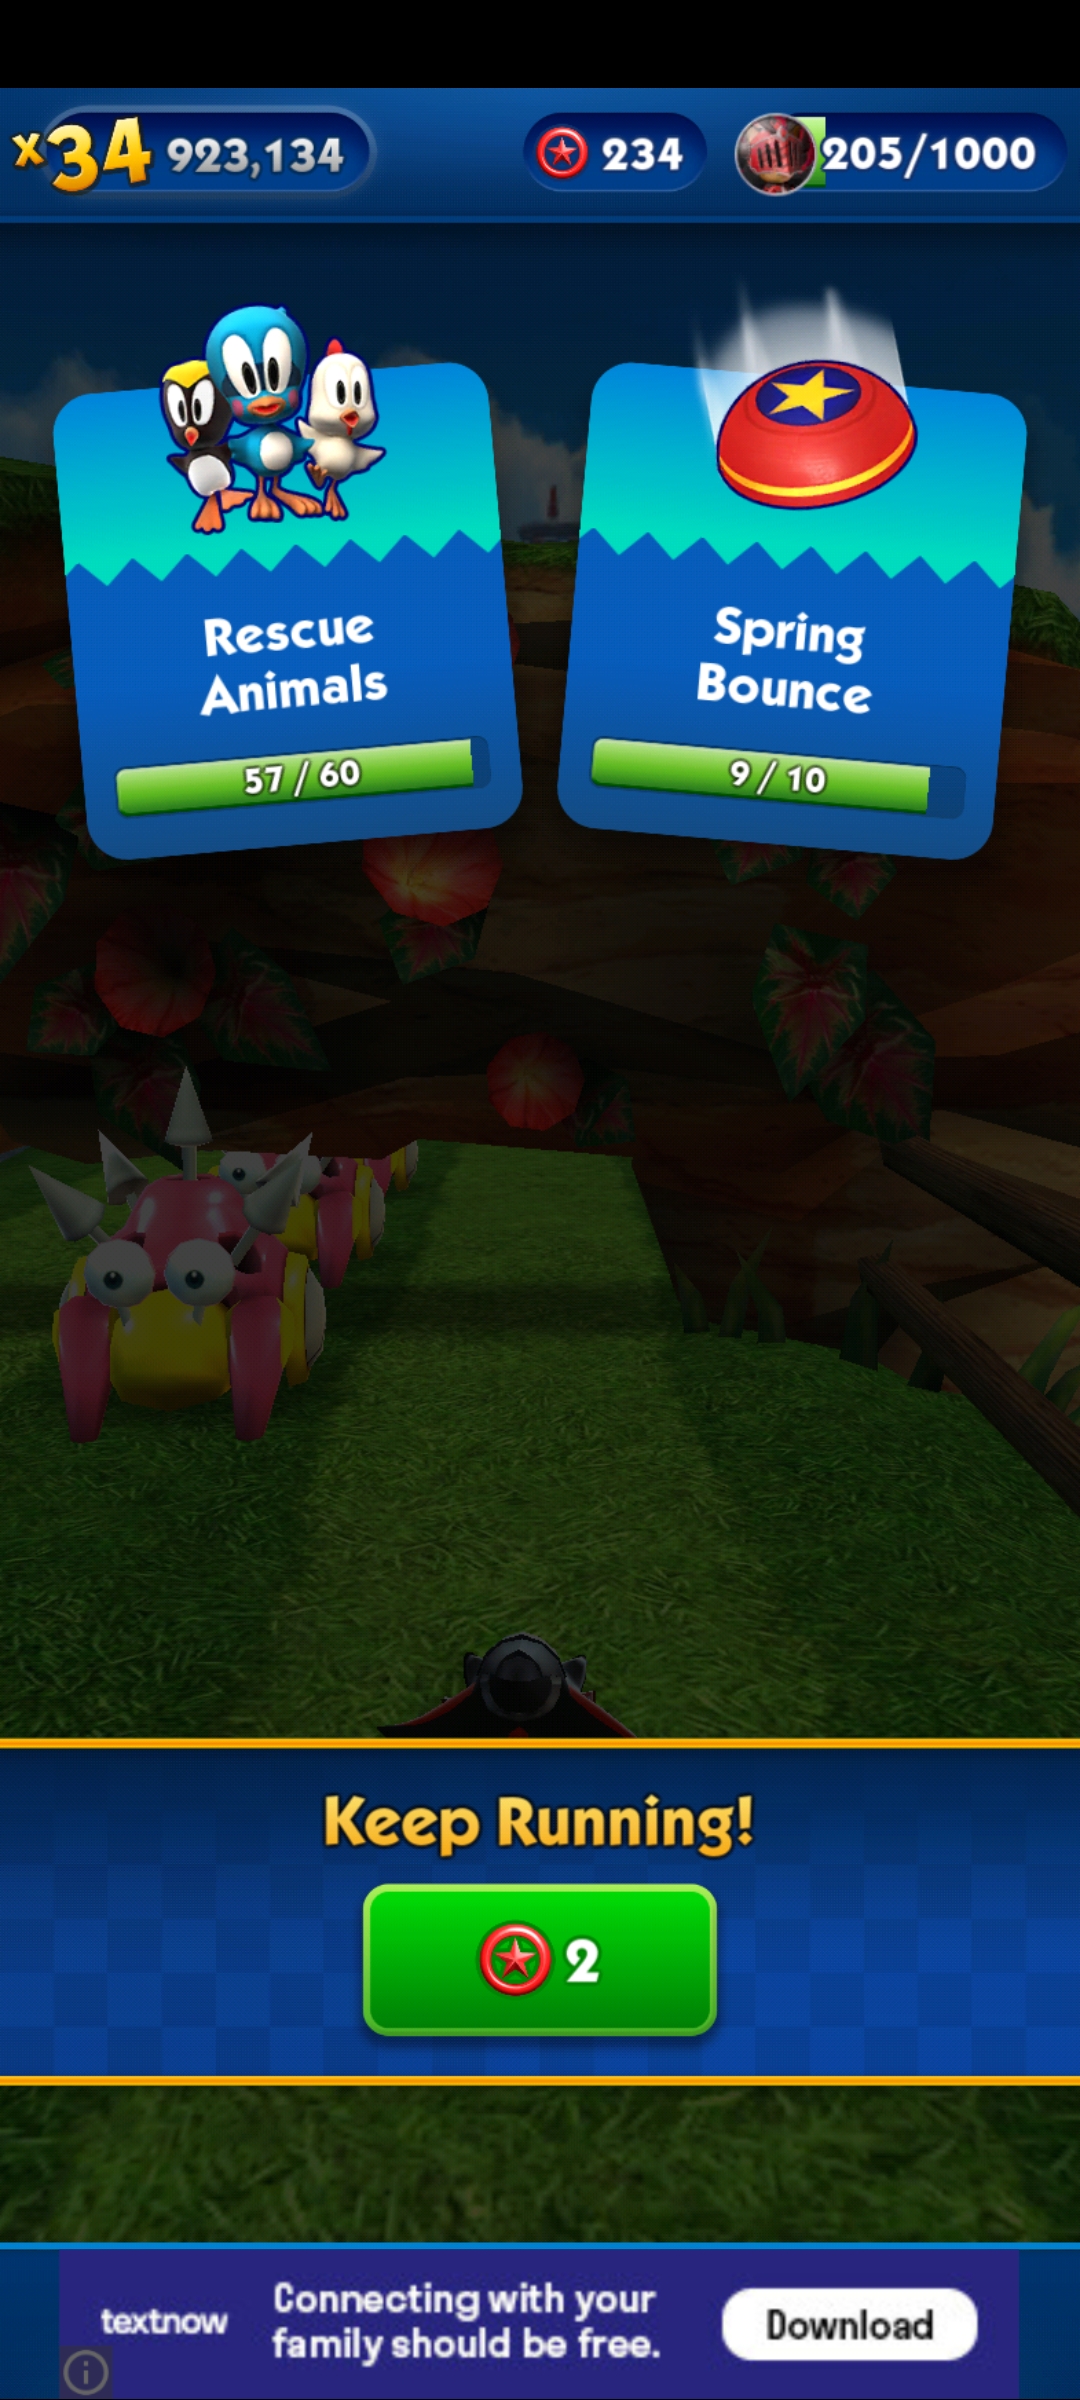 x34 923,134
234
205/1000
Rescue
Animals
57 / 60
Spring
Bounce
9 / 10
Keep Running!
2
textnow
Connecting with your
family should be free.
Download